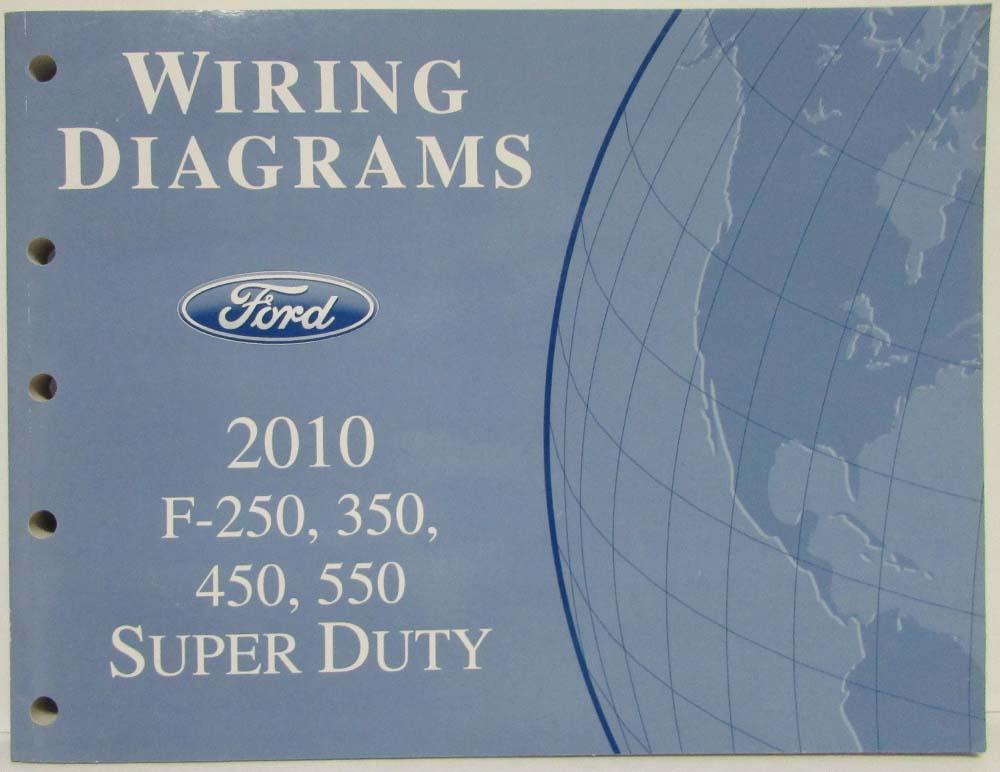 WIRING
DIAGRAMS
Ford
2010
F-250, 350,
450, 550
SUPER DUTY